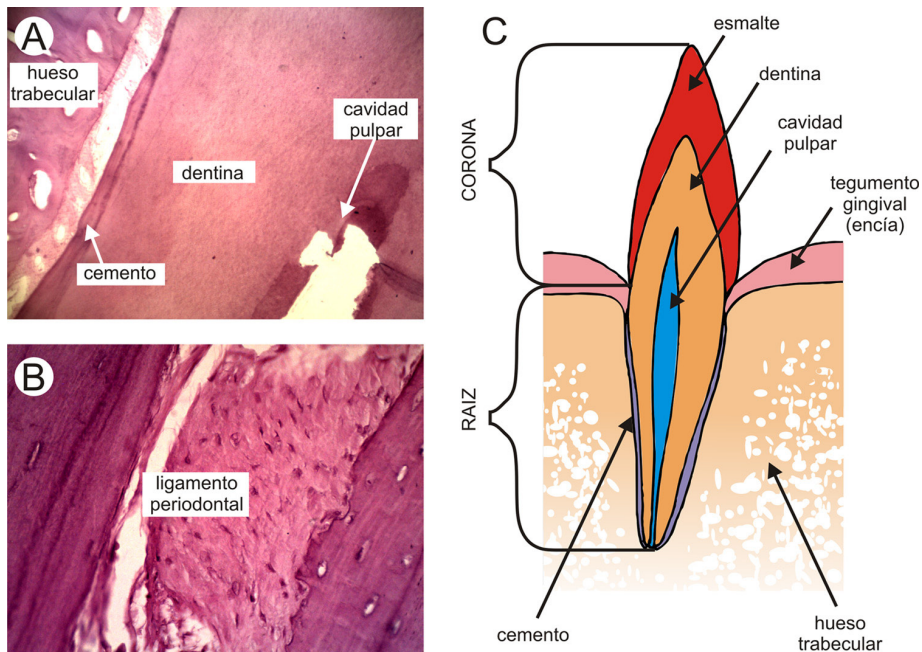 A
hueso
trabecular
cavidad
pulpar
dentina
cemento
B
ligamento
periodontal
C
esmalte
dentina
cavidad
pulpar
tegumento
gingival
(encía)
CORONA
RAIZ
cemento
hueso
trabecular